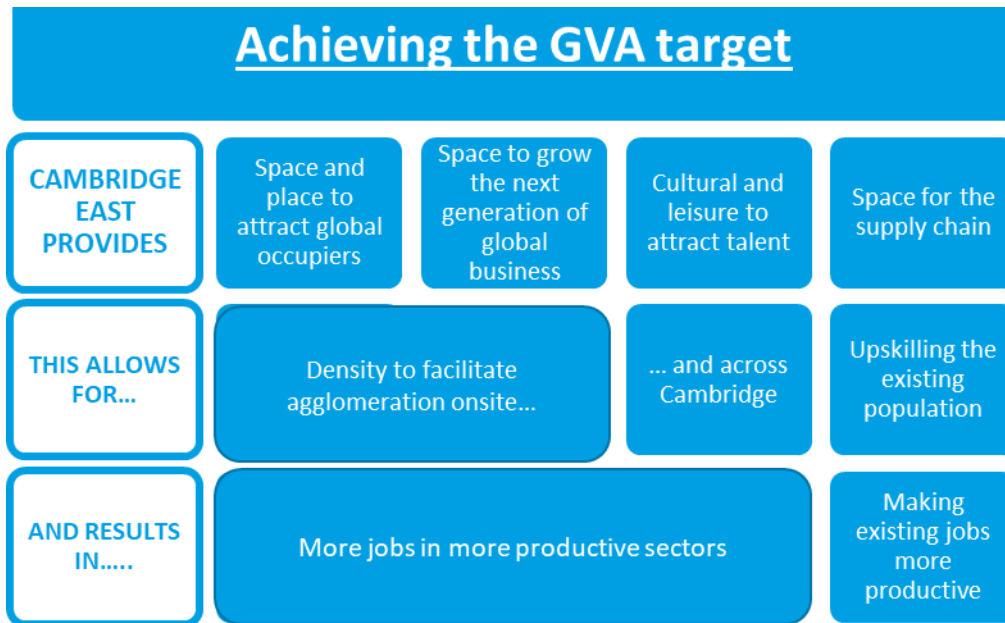 Achieving the GVA target
CAMBRIDGE
EAST
PROVIDES
Space and
place to
attract global
occupiers
Space to grow
the next
generation of
global
business
Cultural and
leisure to
attract talent
Space for the
supply chain
THIS ALLOWS
FOR...
Density to facilitate
agglomeration onsite...
... and across
Cambridge
Upskilling the
existing
population
AND RESULTS
IN.....
More jobs in more productive sectors
Making
existing jobs
more
productive